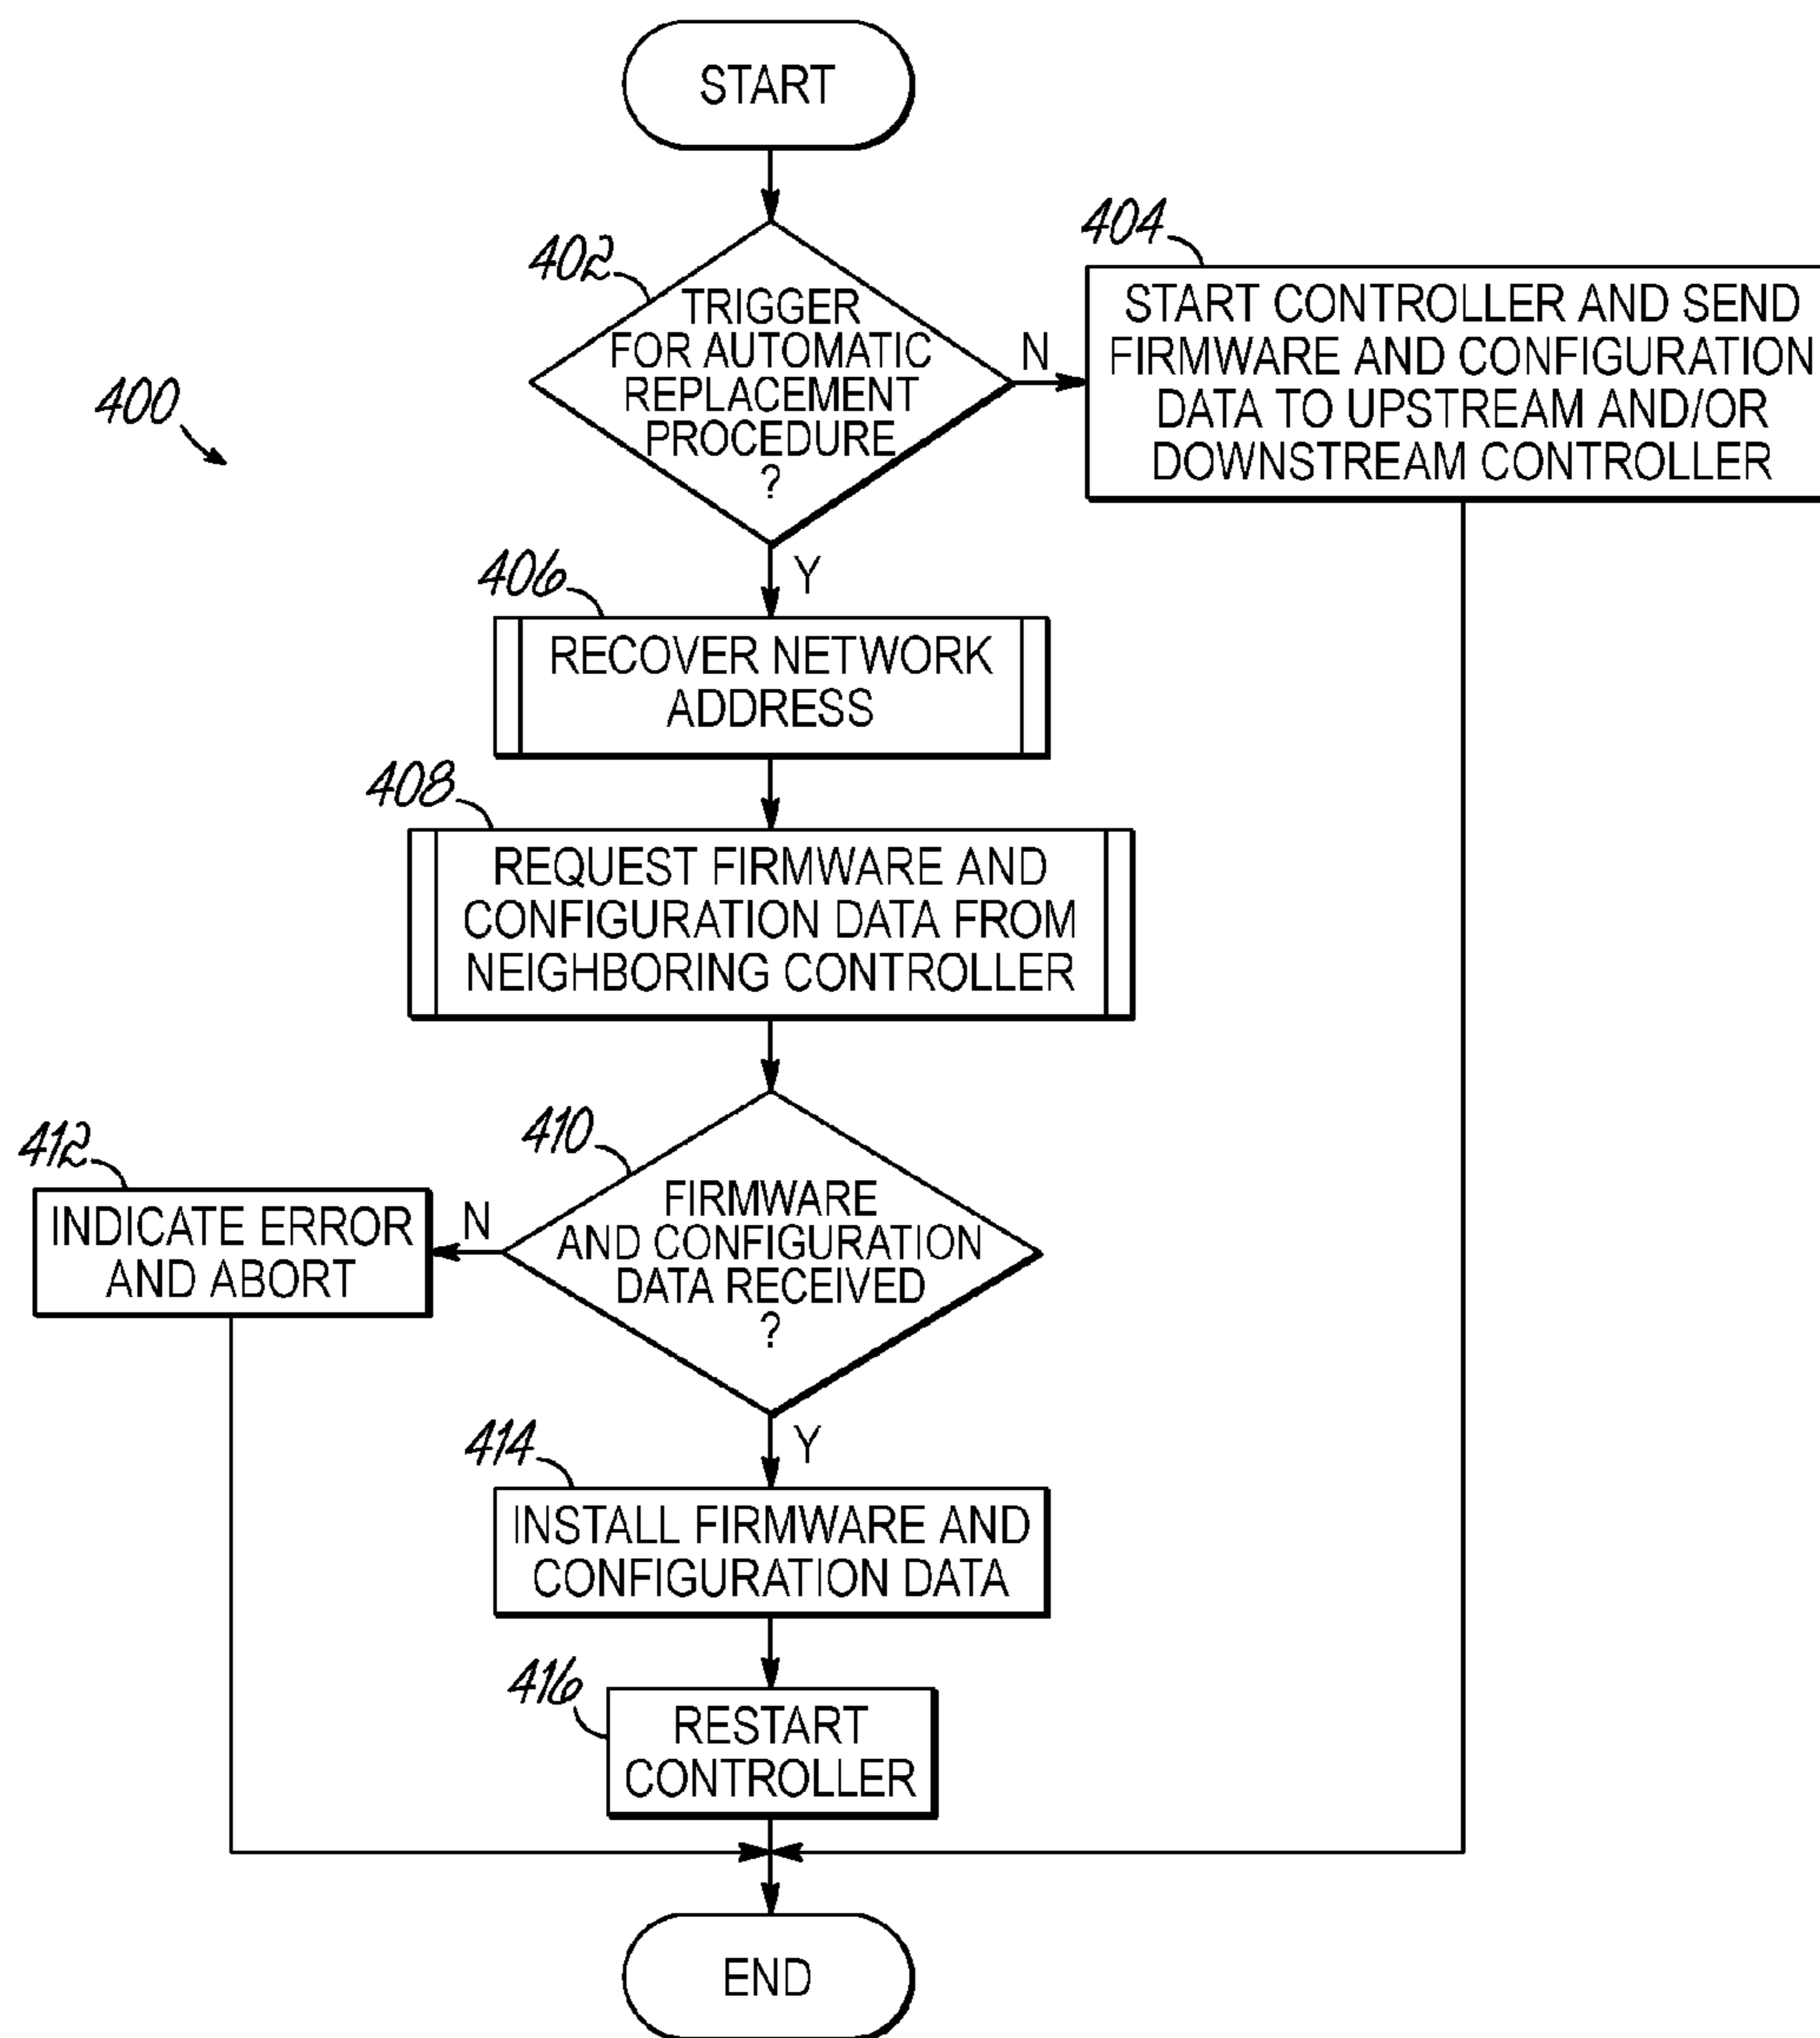 START
402
TRIGGER
FOR AUTOMATIC
REPLACEMENT
PROCEDURE
?
N
404
START CONTROLLER AND SEND
FIRMWARE AND CONFIGURATION
DATA TO UPSTREAM AND/OR
DOWNSTREAM CONTROLLER
400
Y
406
RECOVER NETWORK
ADDRESS
408
REQUEST FIRMWARE AND
CONFIGURATION DATA FROM
NEIGHBORING CONTROLLER
410
FIRMWARE
AND CONFIGURATION
DATA RECEIVED
?
N
412
INDICATE ERROR
AND ABORT
Y
414
INSTALL FIRMWARE AND
CONFIGURATION DATA
416
RESTART
CONTROLLER
END